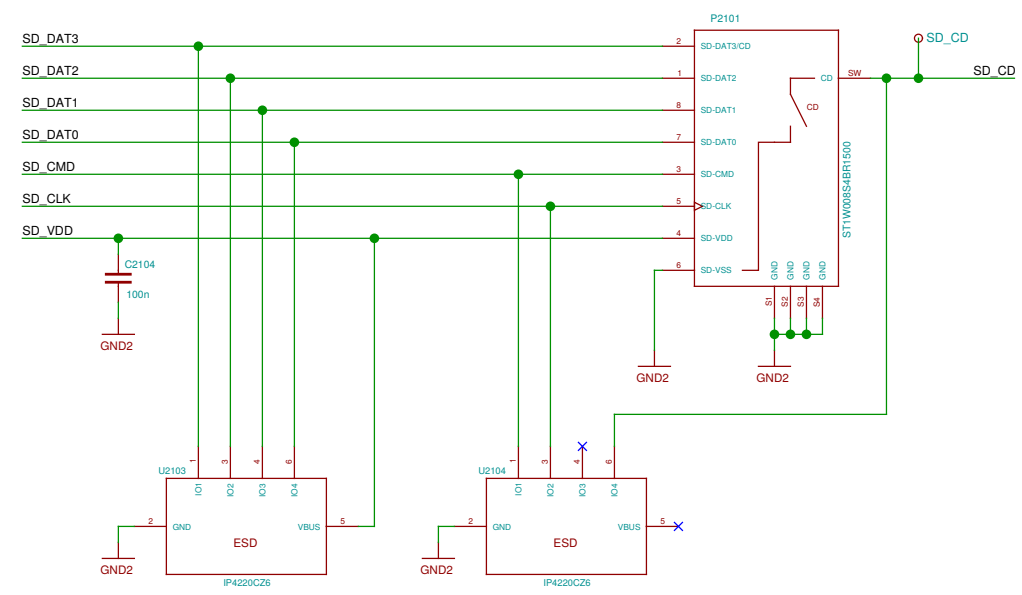 P2101
SD_DAT3
2
SD-DAT3/CD
SD_CD
SD_DAT2
1
SD-DAT2
CD
SW
SD_CD
SD_DAT1
8
SD-DAT1
CD
SD_DAT0
7
SD-DAT0
SD_CMD
3
SD-CMD
SD_CLK
5
SD-CLK
ST1W008S4BR1500
SD_VDD
4
SD-VDD
C2104
100n
GND2
6
SD-VSS
GND
GND
GND
GND
S1
S2
S3
S4
GND2
GND2
U2103
1
3
4
6
IO1
IO2
IO3
IO4
2
GND
VBUS
5
ESD
GND2
IP4220CZ6
U2104
1
3
4
6
IO1
IO2
IO3
IO4
2
GND
VBUS
5
ESD
GND2
IP4220CZ6